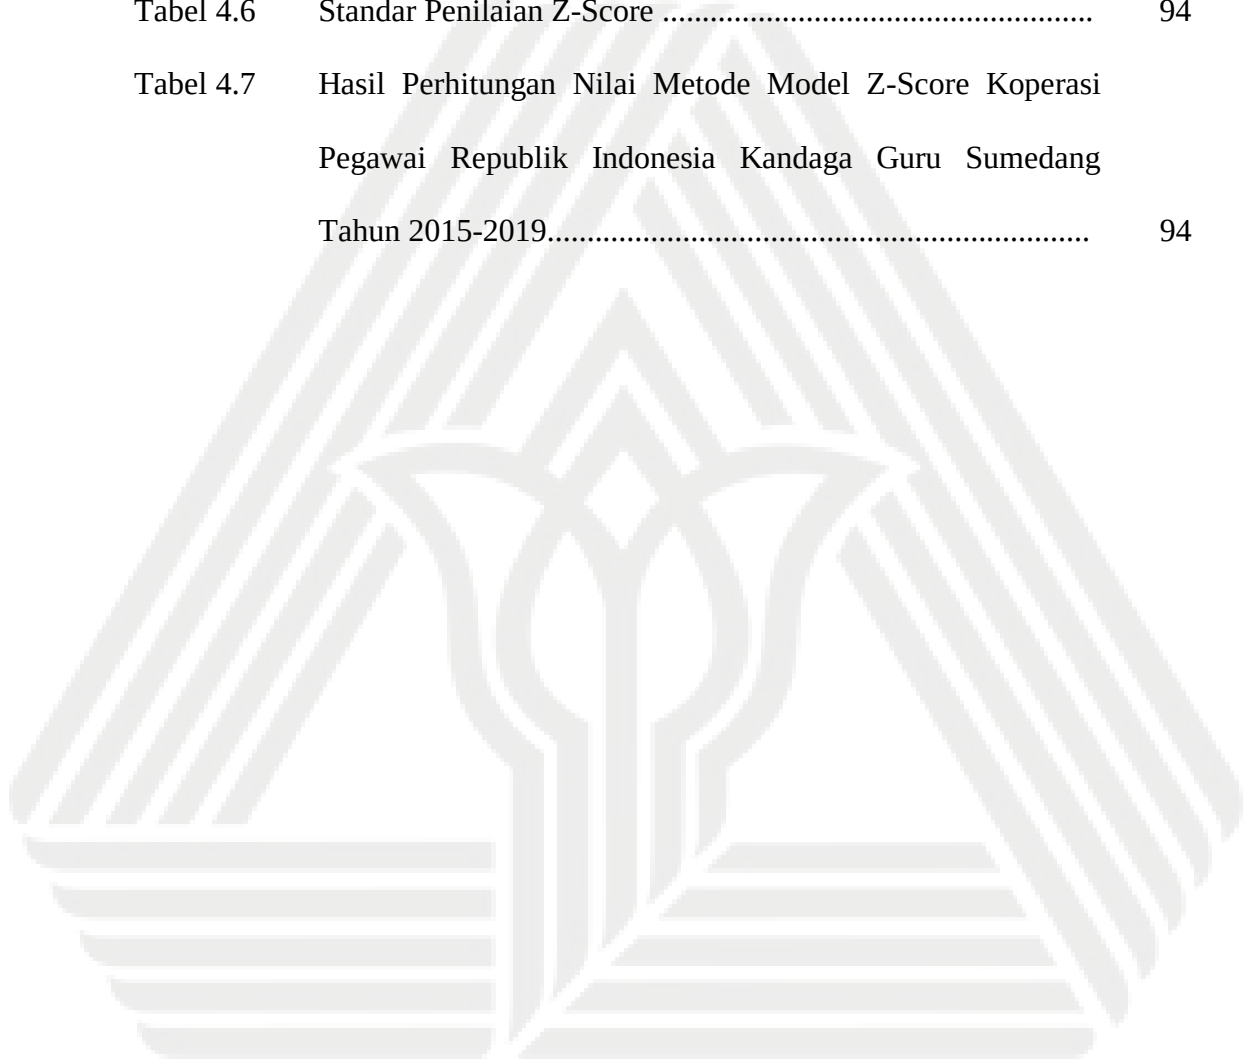 Tabel 4.6 Standar Penilaian Z-Score ...................................................... 94
Tabel 4.7 Hasil Perhitungan Nilai Metode Model Z-Score Koperasi
Pegawai Republik Indonesia Kandaga Guru Sumedang
Tahun 2015-2019.................................................................... 94